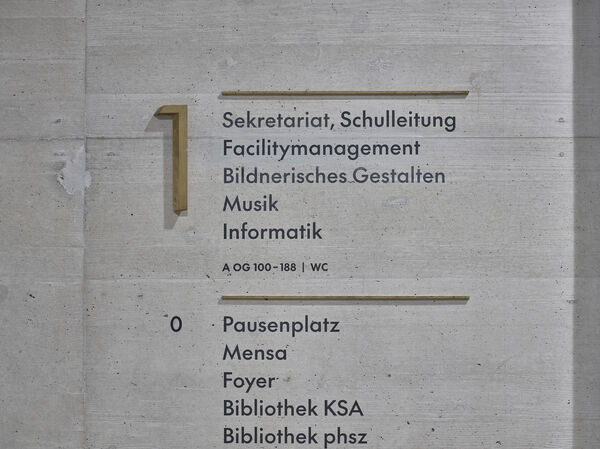 1
Sekretariat, Schulleitung
Facilitymanagement
Bildnerisches Gestalten
Musik
Informatik
A OG 100–188 | WC
0 Pausenplatz
Mensa
Foyer
Bibliothek KSA
Bibliothek phsz